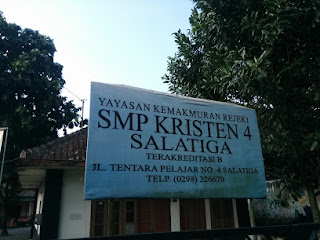 YAYASAN KEMAKMURAN REJEKI
SMP KRISTEN 4
SALATIGA
TERAKREDITASI B
JL. TENTARA PELAJAR NO. 4 SALATIGA
TELP. (0298) 326670